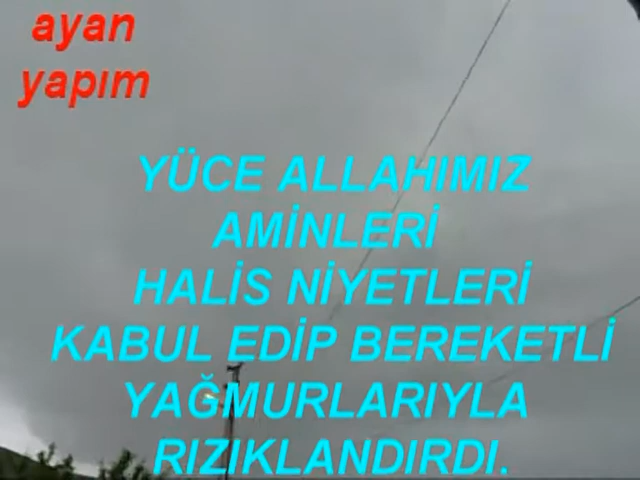 ayan
yapım
YÜCE ALLAHIMIZ
AMİNLERİ
HALİS NİYETLERİ
KABUL EDİP BEREKETLİ
YAĞMURLARIYLA
RIZIKLANDIRDI.